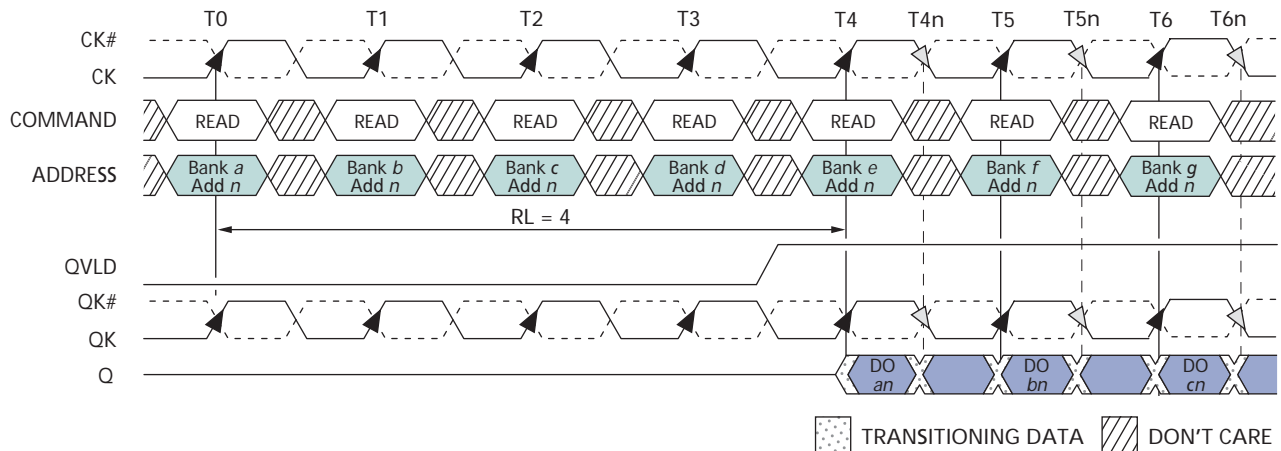 T0 T1 T2 T3 T4 T4n T5 T5n T6 T6n
CK#
CK
COMMAND READ READ READ READ READ READ READ
ADDRESS Bank a Bank b Bank c Bank d Bank e Bank f Bank g
Add n Add n Add n Add n Add n Add n Add n
RL = 4
QVLD
QK#
QK
Q DO DO DO
an bn cn
TRANSITIONING DATA DON'T CARE